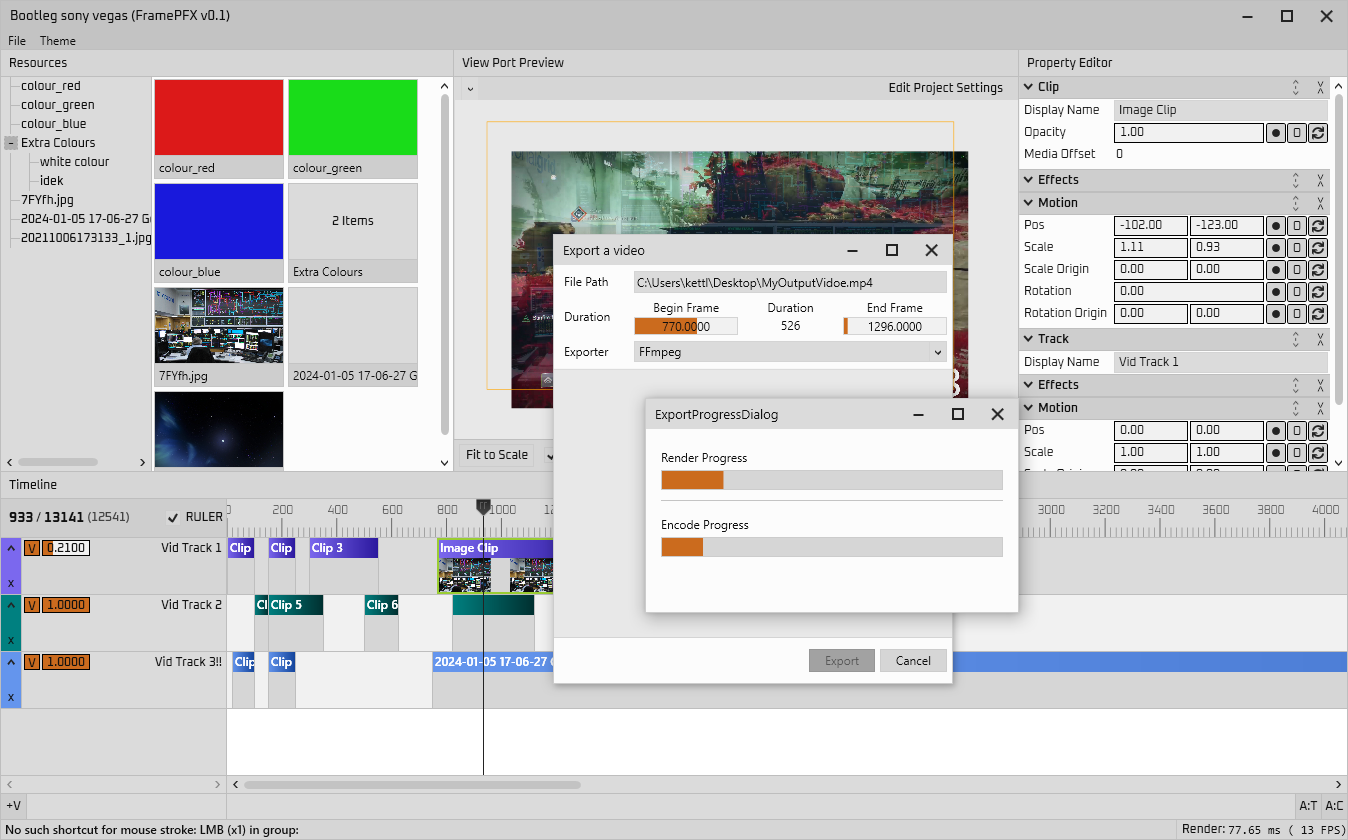 Bootleg sony vegas (FramePFX v0.1)
File Theme
Resources
colour_red
colour_green
colour_blue
Extra Colours
white colour
idek
7FYfh.jpg
2024-01-05 17-06-27 G
20211006173133_1.jpg
colour_red
colour_green
colour_blue
2 Items
Extra Colours
7FYfh.jpg
2024-01-05 17-06-27 G
View Port Preview
Edit Project Settings
Fit to Scale
Property Editor
Clip
Display Name Image Clip
Opacity 1.00
Media Offset 0
Effects
Motion
Pos -102.00 -123.00
Scale 1.11 0.93
Scale Origin 0.00 0.00
Rotation 0.00
Rotation Origin 0.00 0.00
Track
Display Name Vid Track 1
Effects
Motion
Pos 0.00 0.00
Scale 1.00 1.00
Export a video
File Path C:\Users\kettl\Desktop\MyOutputVidoe.mp4
Begin Frame Duration End Frame
Duration 770.0000 526 1296.0000
Exporter FFmpeg
ExportProgressDialog
Render Progress
Encode Progress
Export Cancel
Timeline
933 / 13141 (12541) RULER
0 200 400 600 800 1000 12 3000 3200 3400 3600 3800 4000
V 0.2100 Vid Track 1
x
Clip Clip Clip 3 Image Clip
V 1.0000 Vid Track 2
x
Cl Clip 5 Clip 6
V 1.0000 Vid Track 3!!
x
Clip Clip 2024-01-05 17-06-27
+V A:T A:C
No such shortcut for mouse stroke: LMB (x1) in group:
Render: 77.65 ms ( 13 FPS)